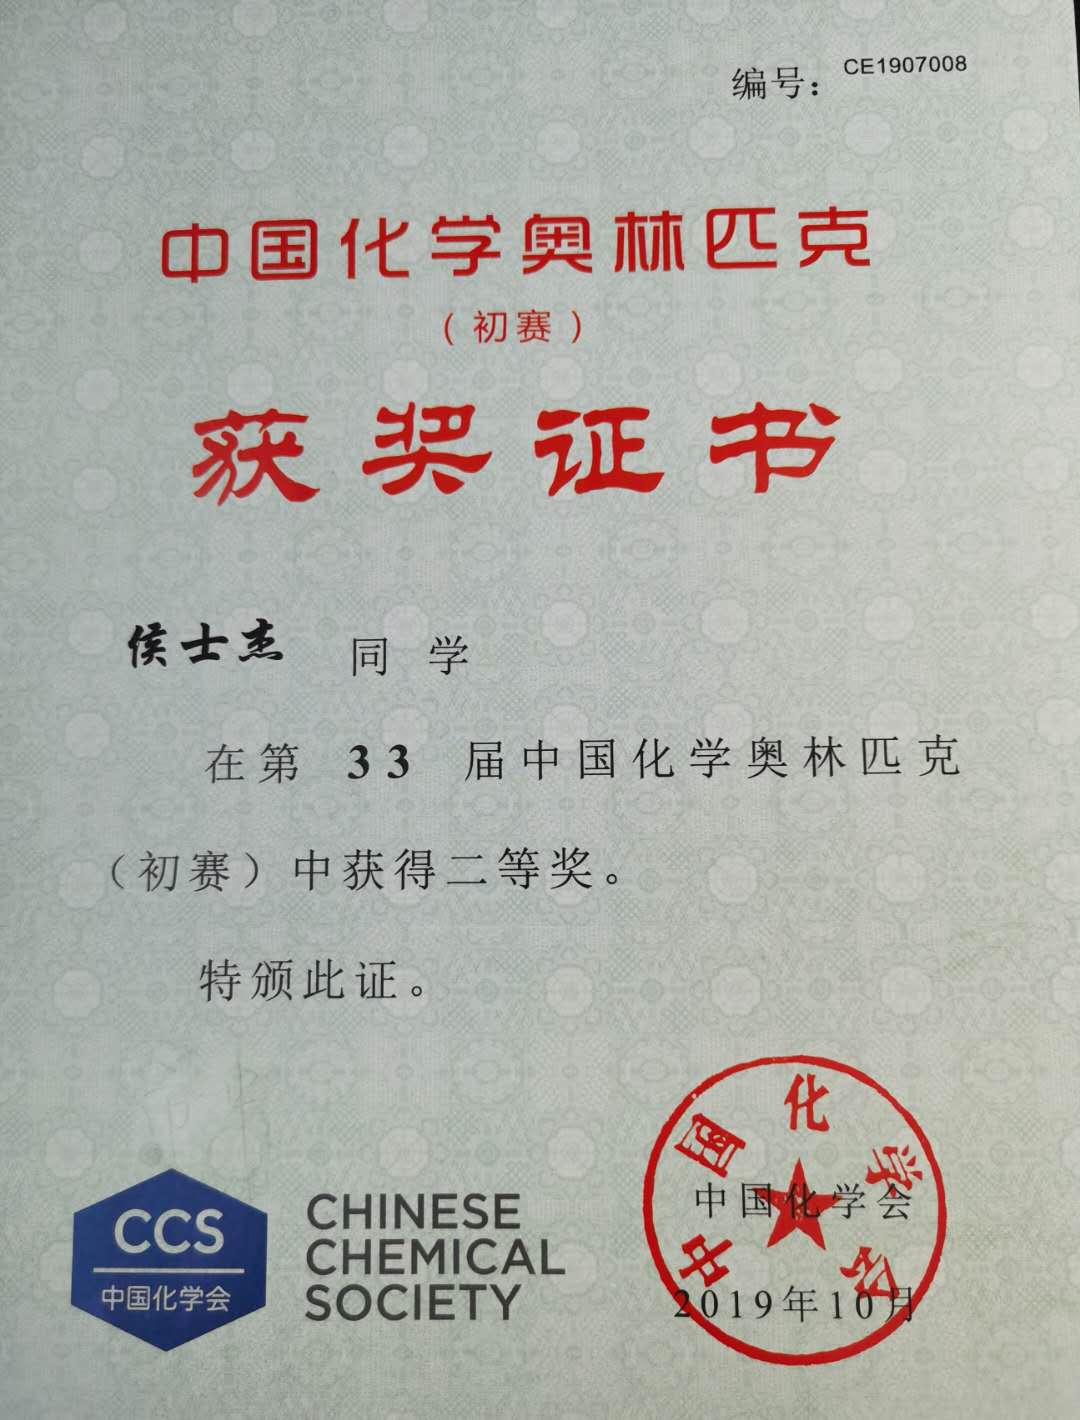 编号：CE1907008
中国化学奥林匹克
（初赛）
获奖证书
侯士杰 同学
在第 33 届中国化学奥林匹克
（初赛）中获得二等奖。
特颁此证。
CCS
中国化学会
CHINESE
CHEMICAL
SOCIETY
中国化学会
中国化学会
2019年10月